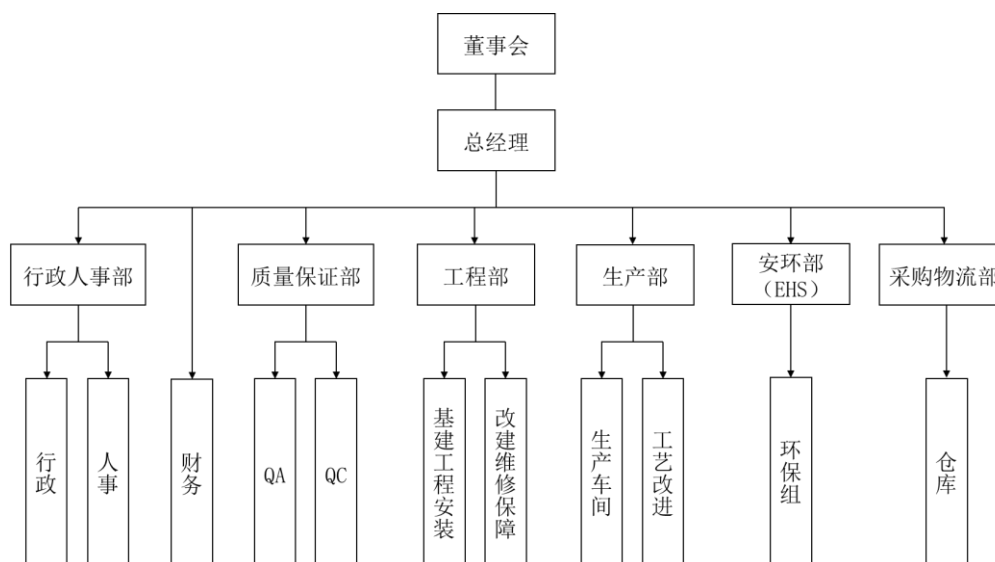 董事会
总经理
行政人事部
质量保证部
工程部
生产部
安环部
（EHS）
采购物流部
行政
人事
财务
QA
QC
基建工程安装
改建维修保障
生产车间
工艺改进
环保组
仓库